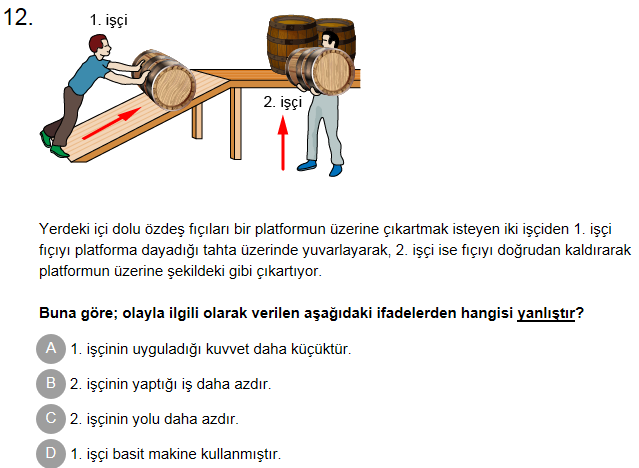 12.
1. işçi
2. işçi
Yerdeki içi dolu özdeş fıçıları bir platformun üzerine çıkartmak isteyen iki işçiden 1. işçi
fıçıyı platforma dayadığı tahta üzerinde yuvarlayarak, 2. işçi ise fıçıyı doğrudan kaldırarak
platformun üzerine şekildeki gibi çıkartıyor.
Buna göre; olayla ilgili olarak verilen aşağıdaki ifadelerden hangisi yanlıştır?
A 1. işçinin uyguladığı kuvvet daha küçüktür.
B 2. işçinin yaptığı iş daha azdır.
C 2. işçinin yolu daha azdır.
D 1. işçi basit makine kullanmıştır.